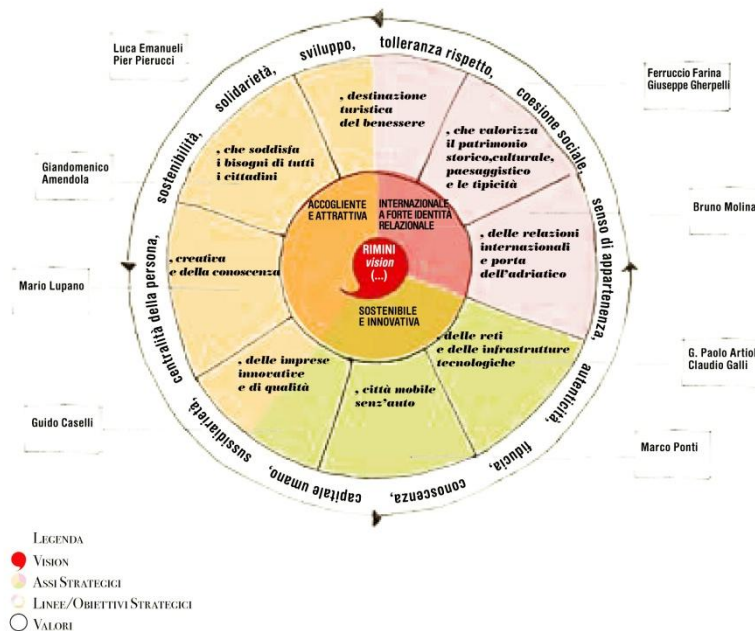 Luca Emanueli
Pier Pierucci
Ferruccio Farina
Giuseppe Gherpelli
Giandomenico
Amendola
Bruno Molina
Mario Lupano
G. Paolo Artiol
Claudio Galli
Guido Caselli
Marco Ponti
sviluppo,
tolleranza rispetto,
coesione sociale,
senso di appartenenza,
autenticità,
fiducia,
conoscenza,
capitale umano,
sussidiarietà,
centralità della persona,
sostenibilità,
solidarietà,
, destinazione
turistica
del benessere
, che valorizza
il patrimonio
storico,culturale,
paesaggistico
e le tipicità
, delle relazioni
internazionali
e porta
dell'adriatico
, delle reti
e delle infrastrutture
tecnologiche
, città mobile
senz'auto
, delle imprese
innovative
e di qualità
, creativa
e della conoscenza
, che soddisfa
i bisogni di tutti
i cittadini
ACCOGLIENTE
E ATTRATTIVA
INTERNAZIONALE
A FORTE IDENTITÀ
RELAZIONALE
RIMINI
vision
(...)
SOSTENIBILE
E INNOVATIVA
LEGENDA
VISION
ASSI STRATEGICI
LINEE/OBIETTIVI STRATEGICI
VALORI